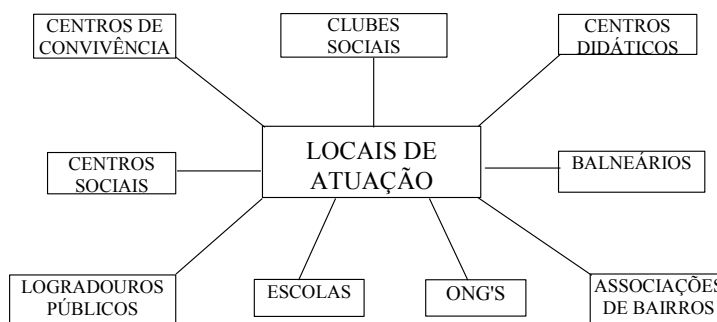 CENTROS DE
CONVIVÊNCIA
CLUBES
SOCIAIS
CENTROS
DIDÁTICOS
CENTROS
SOCIAIS
LOCAIS DE
ATUAÇÃO
BALNEÁRIOS
LOGRADOUROS
PÚBLICOS
ESCOLAS
ONG'S
ASSOCIAÇÕES
DE BAIRROS